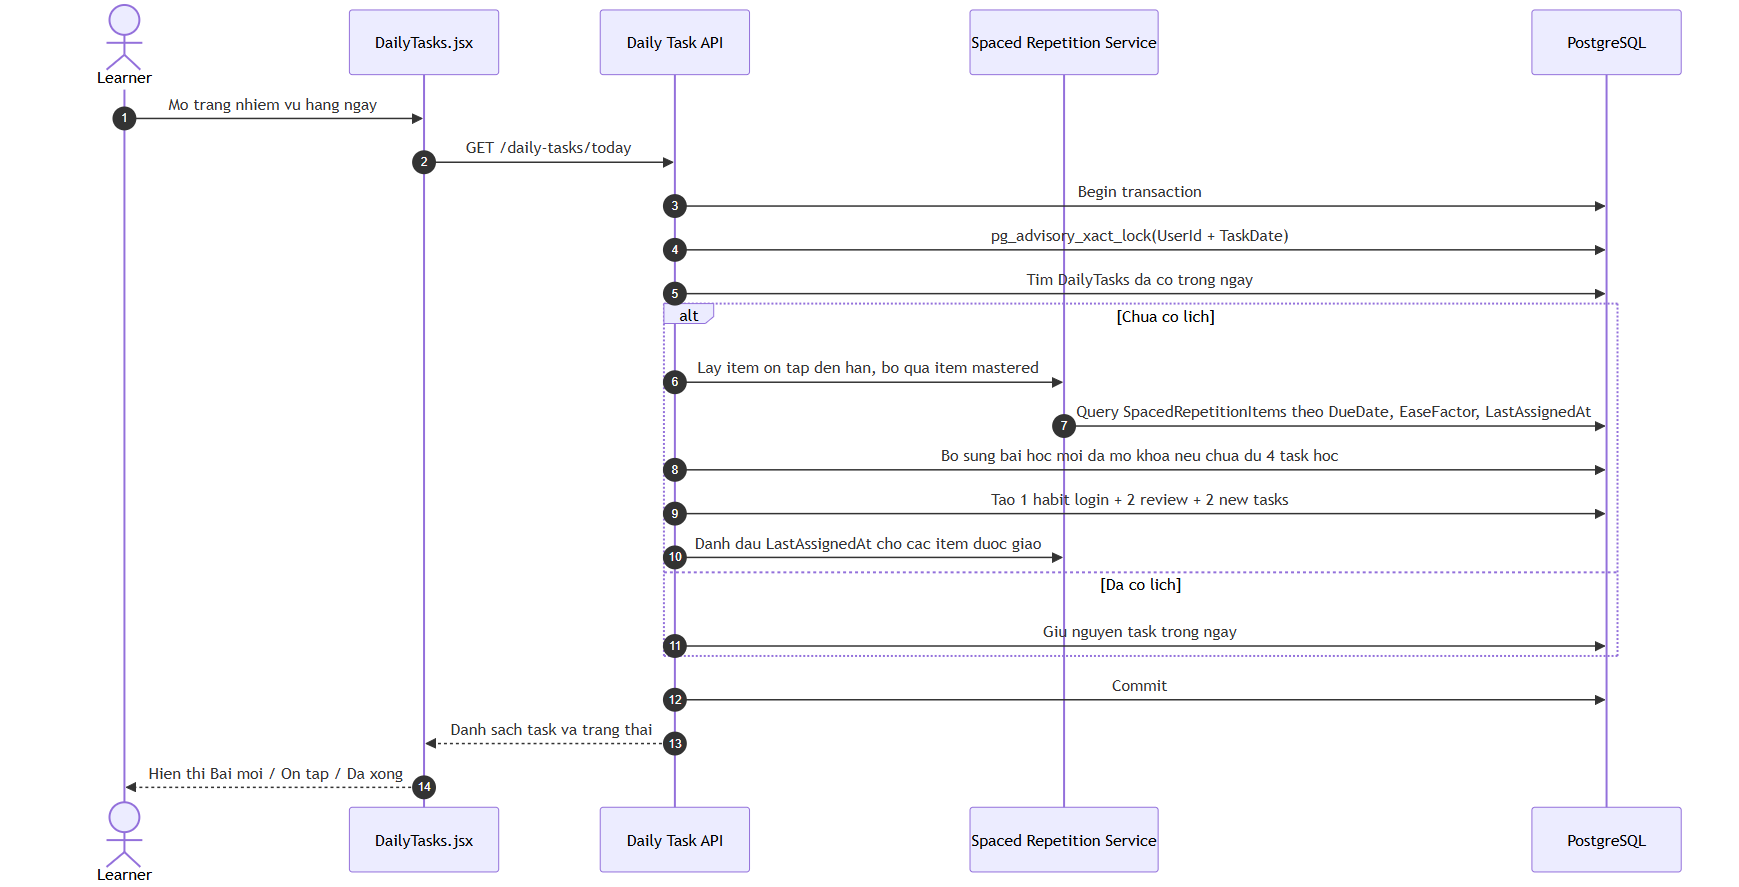 Learner
DailyTasks.jsx
Daily Task API
Spaced Repetition Service
PostgreSQL
Mo trang nhiem vu hang ngay
1
GET /daily-tasks/today
2
Begin transaction
3
pg_advisory_xact_lock(UserId + TaskDate)
4
Tim DailyTasks da co trong ngay
5
alt
[Chua co lich]
Lay item on tap den han, bo qua item mastered
6
Query SpacedRepetitionItems theo DueDate, EaseFactor, LastAssignedAt
7
Bo sung bai hoc moi da mo khoa neu chua du 4 task hoc
8
Tao 1 habit login + 2 review + 2 new tasks
9
Danh dau LastAssignedAt cho cac item duoc giao
10
[Da co lich]
Giu nguyen task trong ngay
11
Commit
12
Danh sach task va trang thai
13
Hien thi Bai moi / On tap / Da xong
14
Learner
DailyTasks.jsx
Daily Task API
Spaced Repetition Service
PostgreSQL